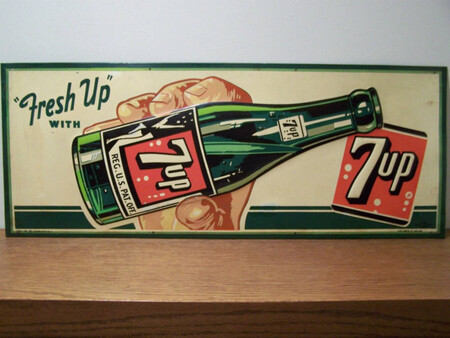 "Fresh Up"
WITH
7up
7up
REG. U.S. PAT. OFF.
7up